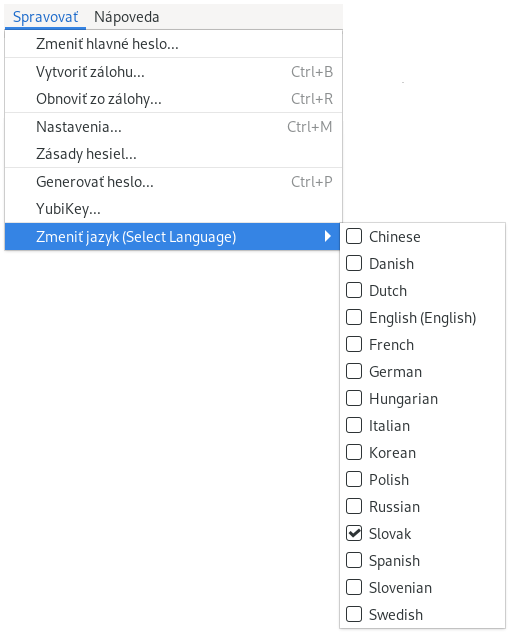 Spravovať Nápoveda
Zmeniť hlavné heslo...
Vytvoriť zálohu... Ctrl+B
Obnoviť zo zálohy... Ctrl+R
Nastavenia... Ctrl+M
Zásady hesiel...
Generovať heslo... Ctrl+P
YubiKey...
Zmeniť jazyk (Select Language)
Chinese
Danish
Dutch
English (English)
French
German
Hungarian
Italian
Korean
Polish
Russian
Slovak
Spanish
Slovenian
Swedish